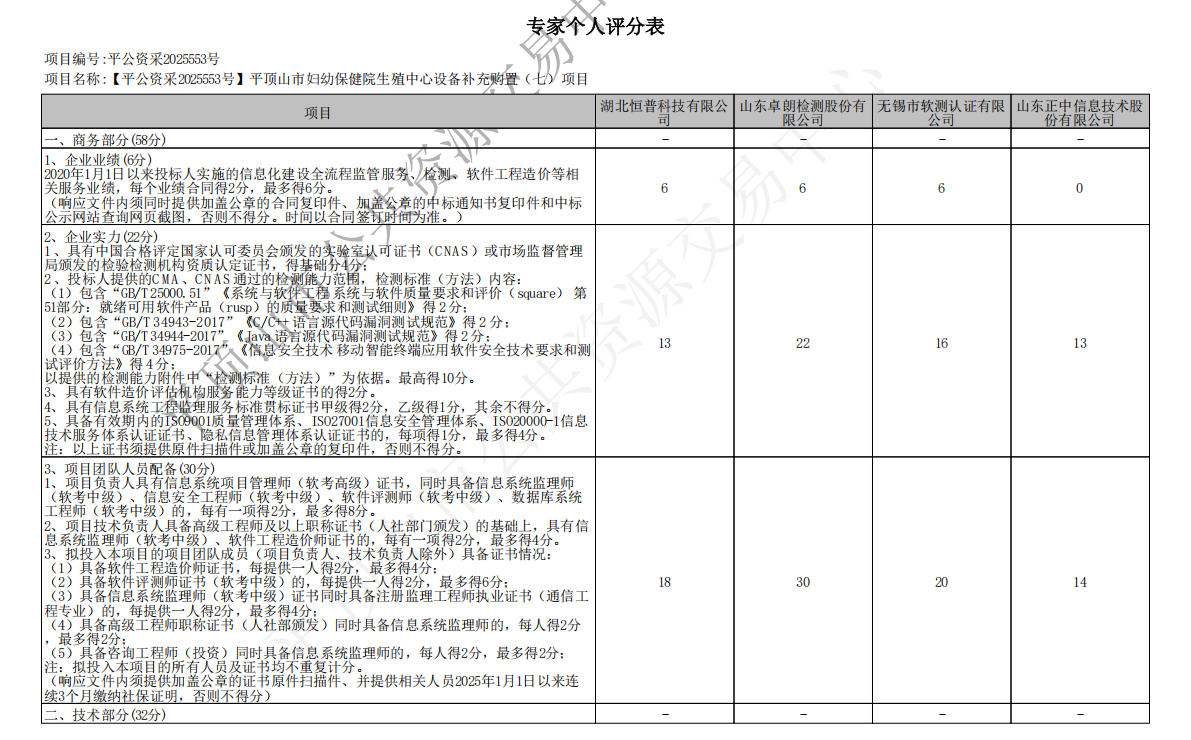 专家个人评分表
项目编号:平公资采2025553号
项目名称:【平公资采2025553号】平顶山市妇幼保健院生殖中心设备补充购置（七）项目
项目
湖北恒普科技有限公
司
山东卓朗检测股份有
限公司
无锡市软测认证有限
公司
山东正中信息技术股
份有限公司
一、商务部分(58分)
-
-
-
-
1、企业业绩(6分)
2020年1月1日以来投标人实施的信息化建设全流程监管服务、检测、软件工程造价等相
关服务业绩，每个业绩合同得2分，最多得6分。
（响应文件内须同时提供加盖公章的合同复印件、加盖公章的中标通知书复印件和中标
公示网站查询网页截图，否则不得分。时间以合同签订时间为准。）
6
6
6
0
2、企业实力(22分)
1、具有中国合格评定国家认可委员会颁发的实验室认可证书（CNAS）或市场监督管理
局颁发的检验检测机构资质认定证书，得基础分4分；
2、投标人提供的CMA、CNAS通过的检测能力范围，检测标准（方法）内容：
（1）包含“GB/T 25000.51”《系统与软件工程 系统与软件质量要求和评价（square） 第
51部分：就绪可用软件产品（rusp）的质量要求和测试细则》得２分；
（2）包含“GB/T 34943-2017”《C/C++ 语言源代码漏洞测试规范》得２分；
（3）包含“GB/T 34944-2017”《Java 语言源代码漏洞测试规范》得２分；
（4）包含“GB/T 34975-2017”《信息安全技术 移动智能终端应用软件安全技术要求和测
试评价方法》得４分；
以提供的检测能力附件中“检测标准（方法）”为依据。最高得10分。
3、具有软件造价评估机构服务能力等级证书的得2分。
4、具有信息系统工程监理服务标准贯标证书甲级得2分，乙级得1分，其余不得分。
5、具备有效期内的ISO9001质量管理体系、ISO27001信息安全管理体系、ISO20000-1信息
技术服务体系认证证书、隐私信息管理体系认证证书的，每项得1分，最多得4分。
注：以上证书须提供原件扫描件或加盖公章的复印件，否则不得分。
13
22
16
13
3、项目团队人员配备(30分)
1、项目负责人具有信息系统项目管理师（软考高级）证书，同时具备信息系统监理师
（软考中级）、信息安全工程师（软考中级）、软件评测师（软考中级）、数据库系统
工程师（软考中级）的，每有一项得2分，最多得8分。
2、项目技术负责人具备高级工程师及以上职称证书（人社部门颁发）的基础上，具有信
息系统监理师（软考中级）、软件工程造价师证书的，每有一项得2分，最多得4分。
3、拟投入本项目的项目团队成员（项目负责人、技术负责人除外）具备证书情况：
（1）具备软件工程造价师证书，每提供一人得2分，最多得4分；
（2）具备软件评测师证书（软考中级）的，每提供一人得2分，最多得6分；
（3）具备信息系统监理师（软考中级）证书同时具备注册监理工程师执业证书（通信工
程专业）的，每提供一人得2分，最多得4分；
（4）具备高级工程师职称证书（人社部颁发）同时具备信息系统监理师的，每人得2分
，最多得2分；
（5）具备咨询工程师（投资）同时具备信息系统监理师的，每人得2分，最多得2分；
注：拟投入本项目的所有人员及证书均不重复计分。
（响应文件内须提供加盖公章的证书原件扫描件、并提供相关人员2025年1月1日以来连
续3个月缴纳社保证明，否则不得分）
18
30
20
14
二、技术部分(32分)
-
-
-
-
平顶山市公共资源交易中
市公共资源交易中心